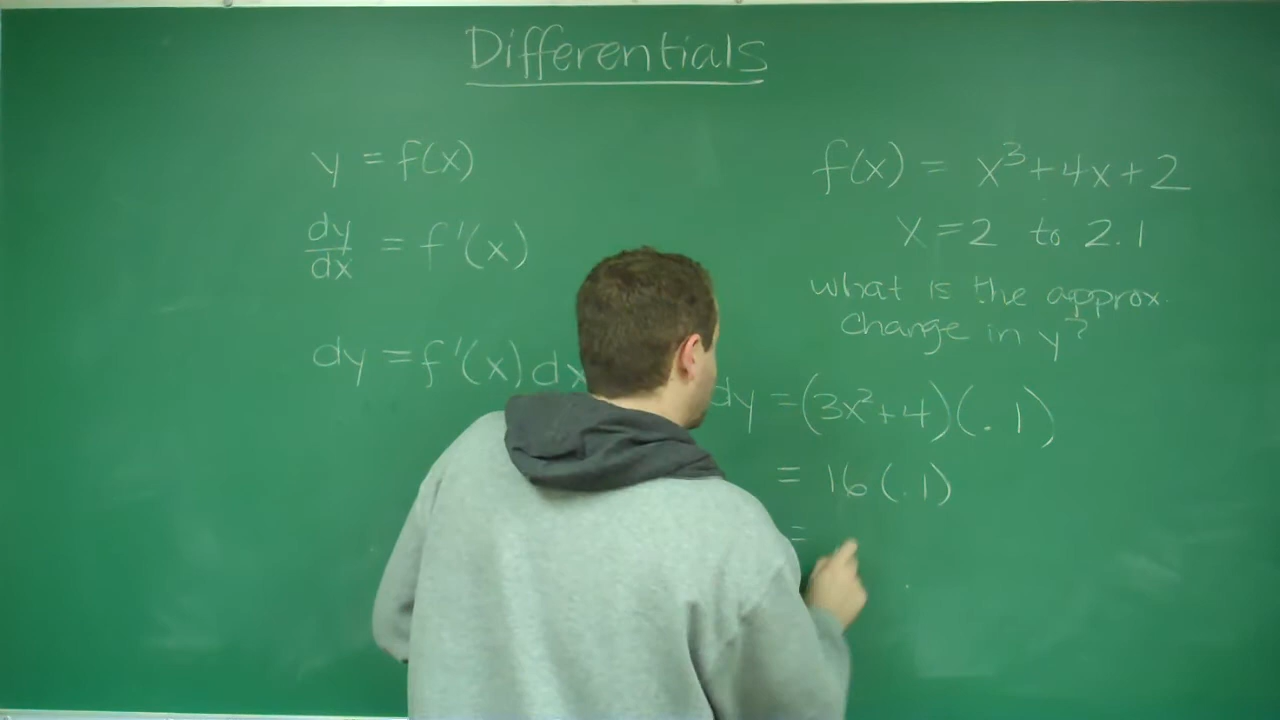 Differentials
y = f(x)
dy/dx = f'(x)
dy = f'(x) dx
f(x) = x³+4x+2
x=2 to 2.1
what is the approx.
change in y?
dy =(3x²+4)(.1)
= 16(.1)
=